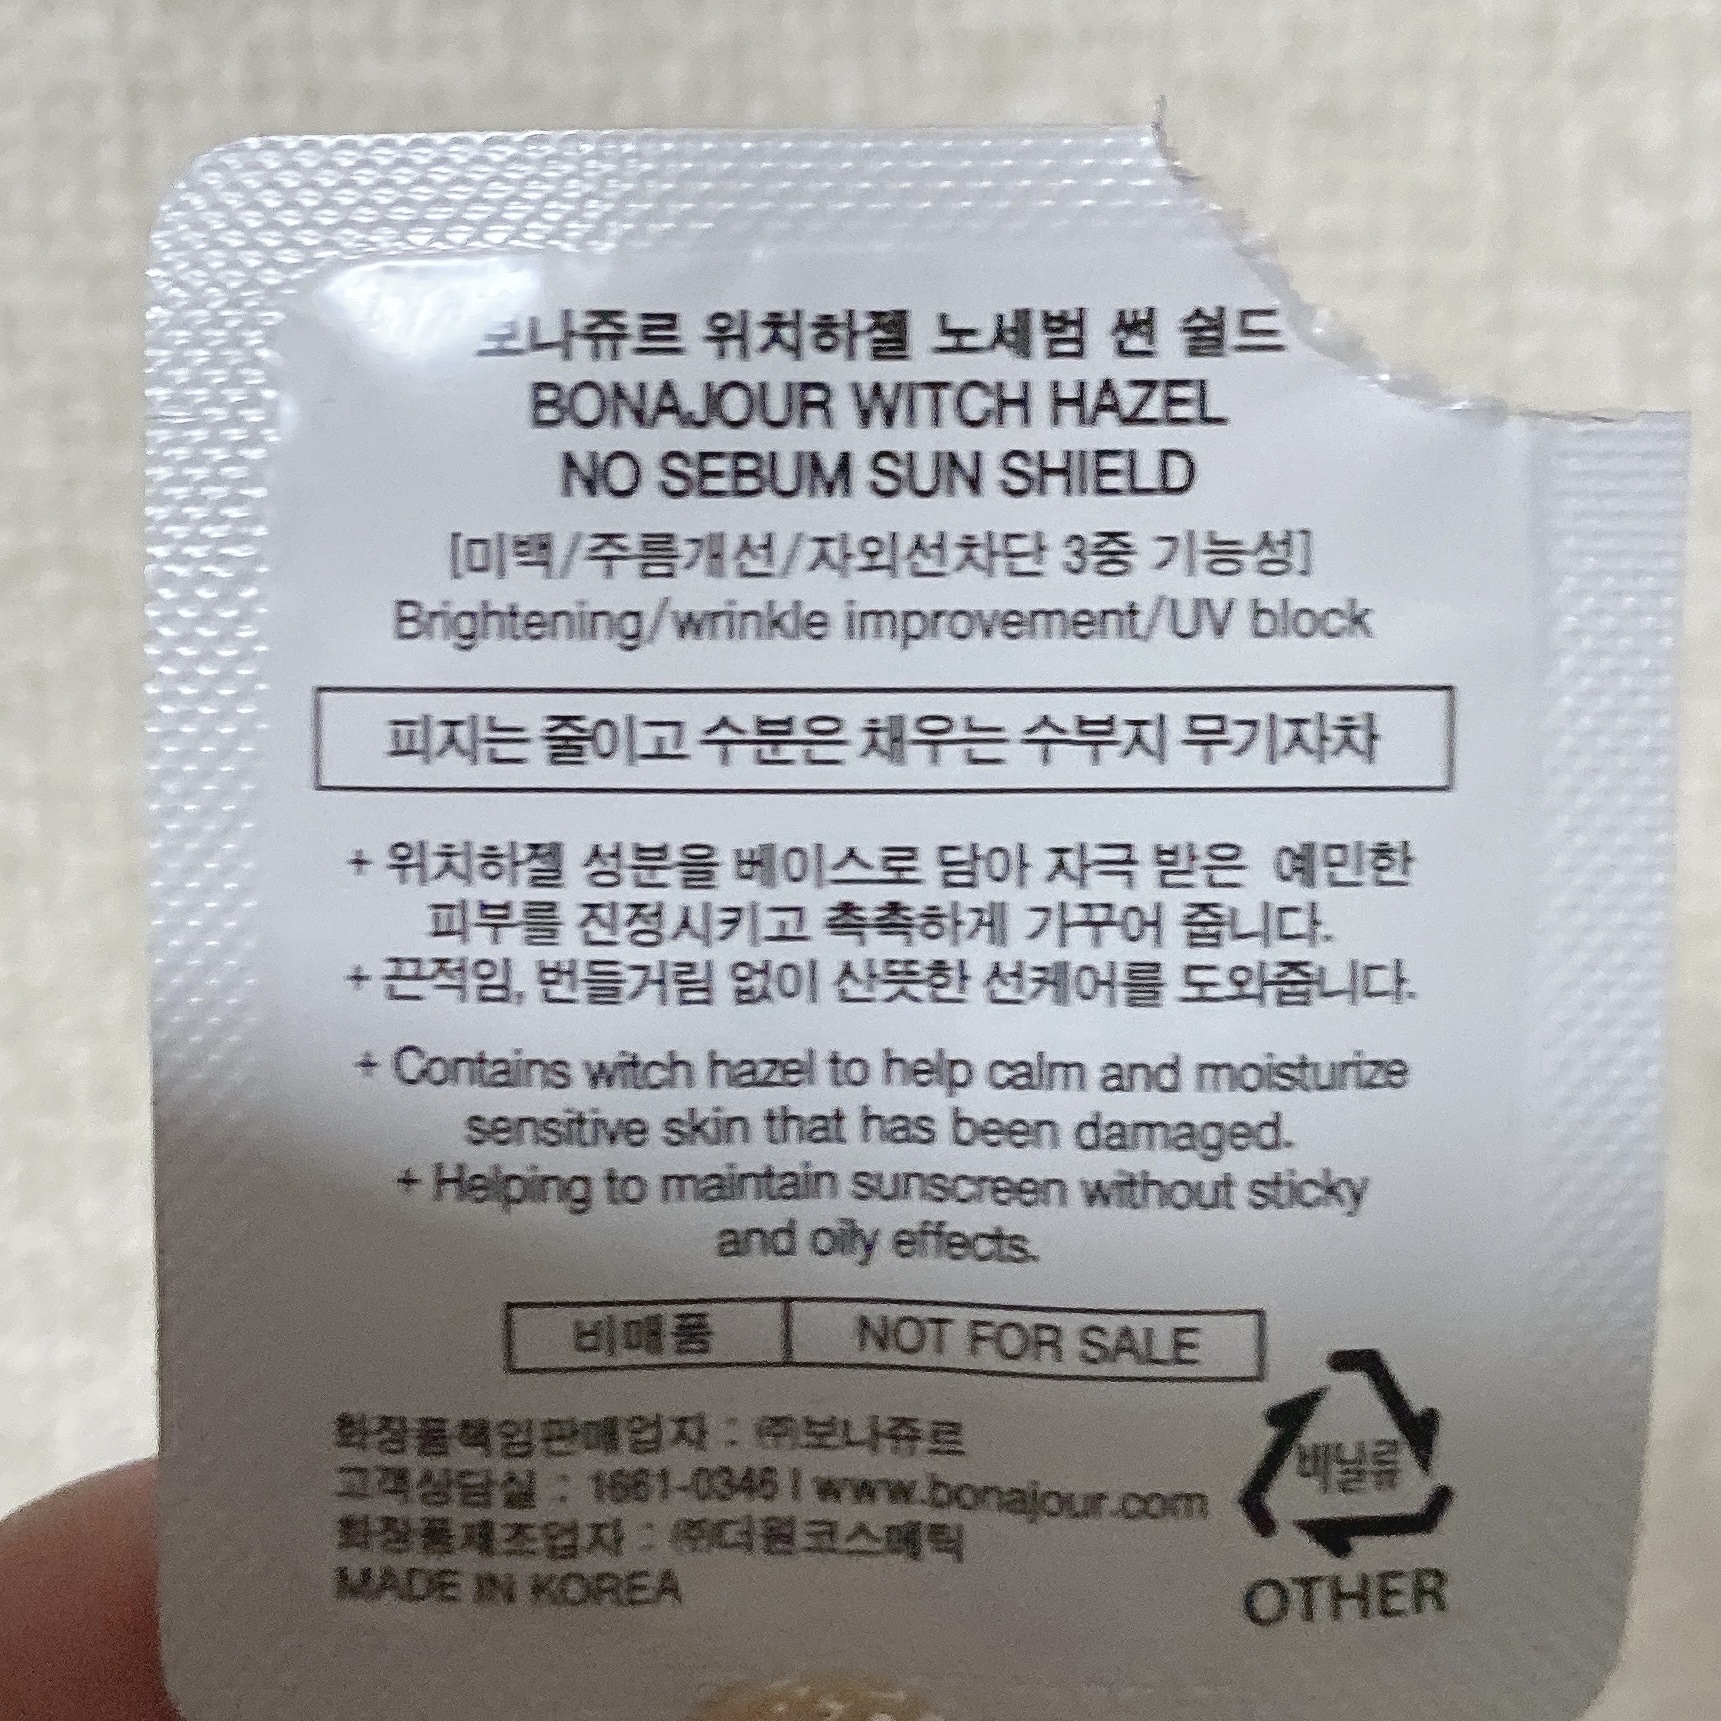 보나쥬르 위치하젤 노세범 썬 쉴드
BONAJOUR WITCH HAZEL
NO SEBUM SUN SHIELD
[미백/주름개선/자외선차단 3중 기능성]
Brightening/wrinkle improvement/UV block
피지는 줄이고 수분은 채우는 수부지 무기자차
+ 위치하젤 성분을 베이스로 담아 자극 받은 예민한
피부를 진정시키고 촉촉하게 가꾸어 줍니다.
+ 끈적임, 번들거림 없이 산뜻한 선케어를 도와줍니다.
+ Contains witch hazel to help calm and moisturize
sensitive skin that has been damaged.
+ Helping to maintain sunscreen without sticky
and oily effects.
비매품 NOT FOR SALE
화장품책임판매업자 : ㈜보나쥬르
고객상담실 : 1661-0346 I www.bonajour.com
화장품제조업자 : ㈜더원코스메틱
MADE IN KOREA
비닐류
OTHER